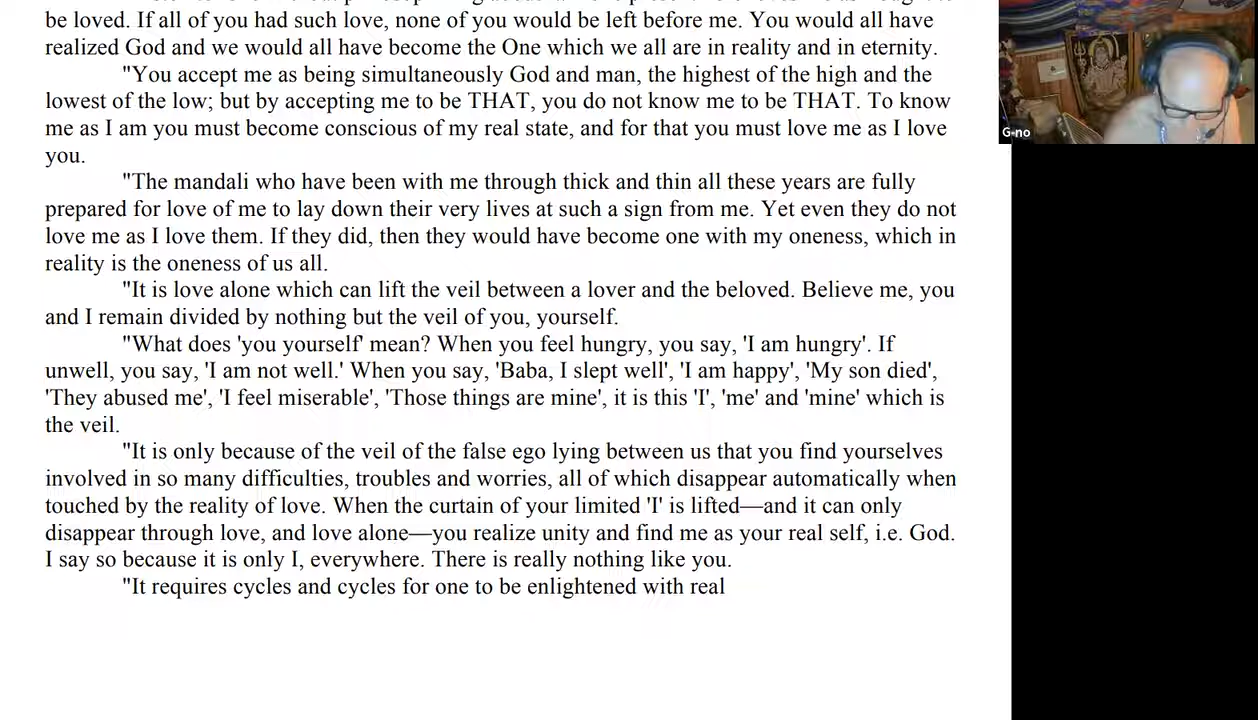 be loved. If all of you had such love, none of you would be left before me. You would all have
realized God and we would all have become the One which we all are in reality and in eternity.
"You accept me as being simultaneously God and man, the highest of the high and the
lowest of the low; but by accepting me to be THAT, you do not know me to be THAT. To know
me as I am you must become conscious of my real state, and for that you must love me as I love
you.
"The mandali who have been with me through thick and thin all these years are fully
prepared for love of me to lay down their very lives at such a sign from me. Yet even they do not
love me as I love them. If they did, then they would have become one with my oneness, which in
reality is the oneness of us all.
"It is love alone which can lift the veil between a lover and the beloved. Believe me, you
and I remain divided by nothing but the veil of you, yourself.
"What does 'you yourself' mean? When you feel hungry, you say, 'I am hungry'. If
unwell, you say, 'I am not well.' When you say, 'Baba, I slept well', 'I am happy', 'My son died',
'They abused me', 'I feel miserable', 'Those things are mine', it is this 'I', 'me' and 'mine' which is
the veil.
"It is only because of the veil of the false ego lying between us that you find yourselves
involved in so many difficulties, troubles and worries, all of which disappear automatically when
touched by the reality of love. When the curtain of your limited 'I' is lifted—and it can only
disappear through love, and love alone—you realize unity and find me as your real self, i.e. God.
I say so because it is only I, everywhere. There is really nothing like you.
"It requires cycles and cycles for one to be enlightened with real
G-no